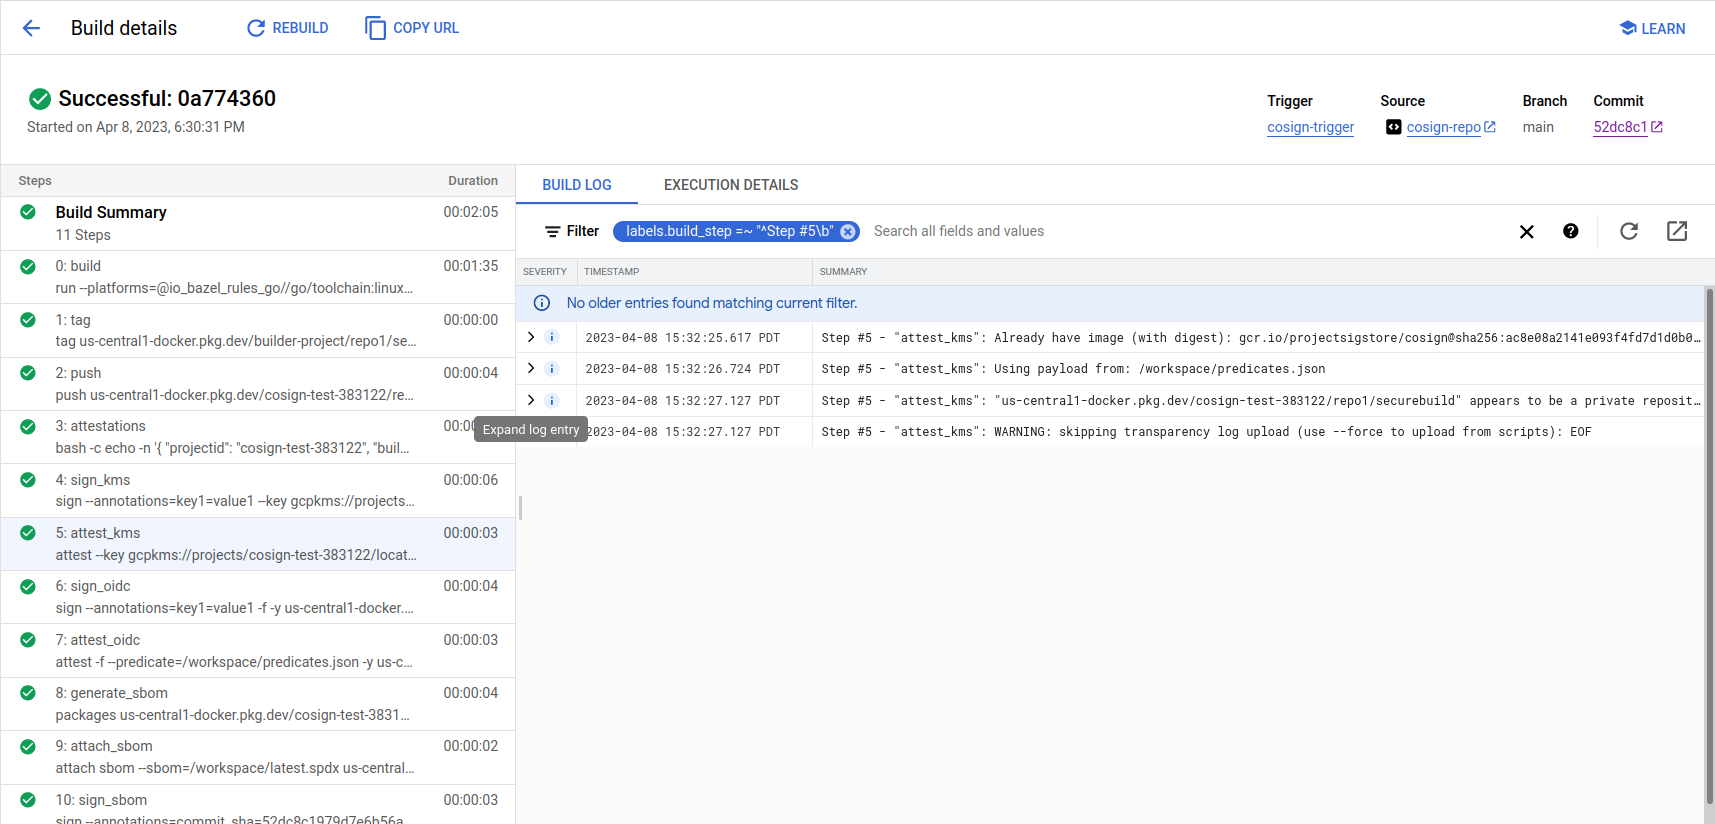 Build details
REBUILD
COPY URL
LEARN
Successful: 0a774360
Started on Apr 8, 2023, 6:30:31 PM
Trigger Source Branch Commit
cosign-trigger cosign-repo main 52dc8c1
Steps Duration
Build Summary 00:02:05
11 Steps
0: build 00:01:35
run --platforms=@io_bazel_rules_go//go/toolchain:linux...
1: tag 00:00:00
tag us-central1-docker.pkg.dev/builder-project/repo1/se...
2: push 00:00:04
push us-central1-docker.pkg.dev/cosign-test-383122/re...
3: attestations 00:00
bash -c echo -n '{ "projectid": "cosign-test-383122", "buil...
4: sign_kms 00:00:06
sign --annotations=key1=value1 --key gcpkms://projects...
5: attest_kms 00:00:03
attest --key gcpkms://projects/cosign-test-383122/locat...
6: sign_oidc 00:00:04
sign --annotations=key1=value1 -f -y us-central1-docker....
7: attest_oidc 00:00:03
attest -f --predicate=/workspace/predicates.json -y us-c...
8: generate_sbom 00:00:04
packages us-central1-docker.pkg.dev/cosign-test-3831...
9: attach_sbom 00:00:02
attach sbom --sbom=/workspace/latest.spdx us-central...
10: sign_sbom 00:00:03
sign --annotations=commit_sha=52dc8c1979d7e6b56a
BUILD LOG EXECUTION DETAILS
Filter labels.build_step =~ "^Step #5\b" Search all fields and values
SEVERITY TIMESTAMP SUMMARY
No older entries found matching current filter.
2023-04-08 15:32:25.617 PDT Step #5 - "attest_kms": Already have image (with digest): gcr.io/projectsigstore/cosign@sha256:ac8e08a2141e093f4fd7d1d0b0...
2023-04-08 15:32:26.724 PDT Step #5 - "attest_kms": Using payload from: /workspace/predicates.json
2023-04-08 15:32:27.127 PDT Step #5 - "attest_kms": "us-central1-docker.pkg.dev/cosign-test-383122/repo1/securebuild" appears to be a private reposit...
Expand log entry
2023-04-08 15:32:27.127 PDT Step #5 - "attest_kms": WARNING: skipping transparency log upload (use --force to upload from scripts): EOF